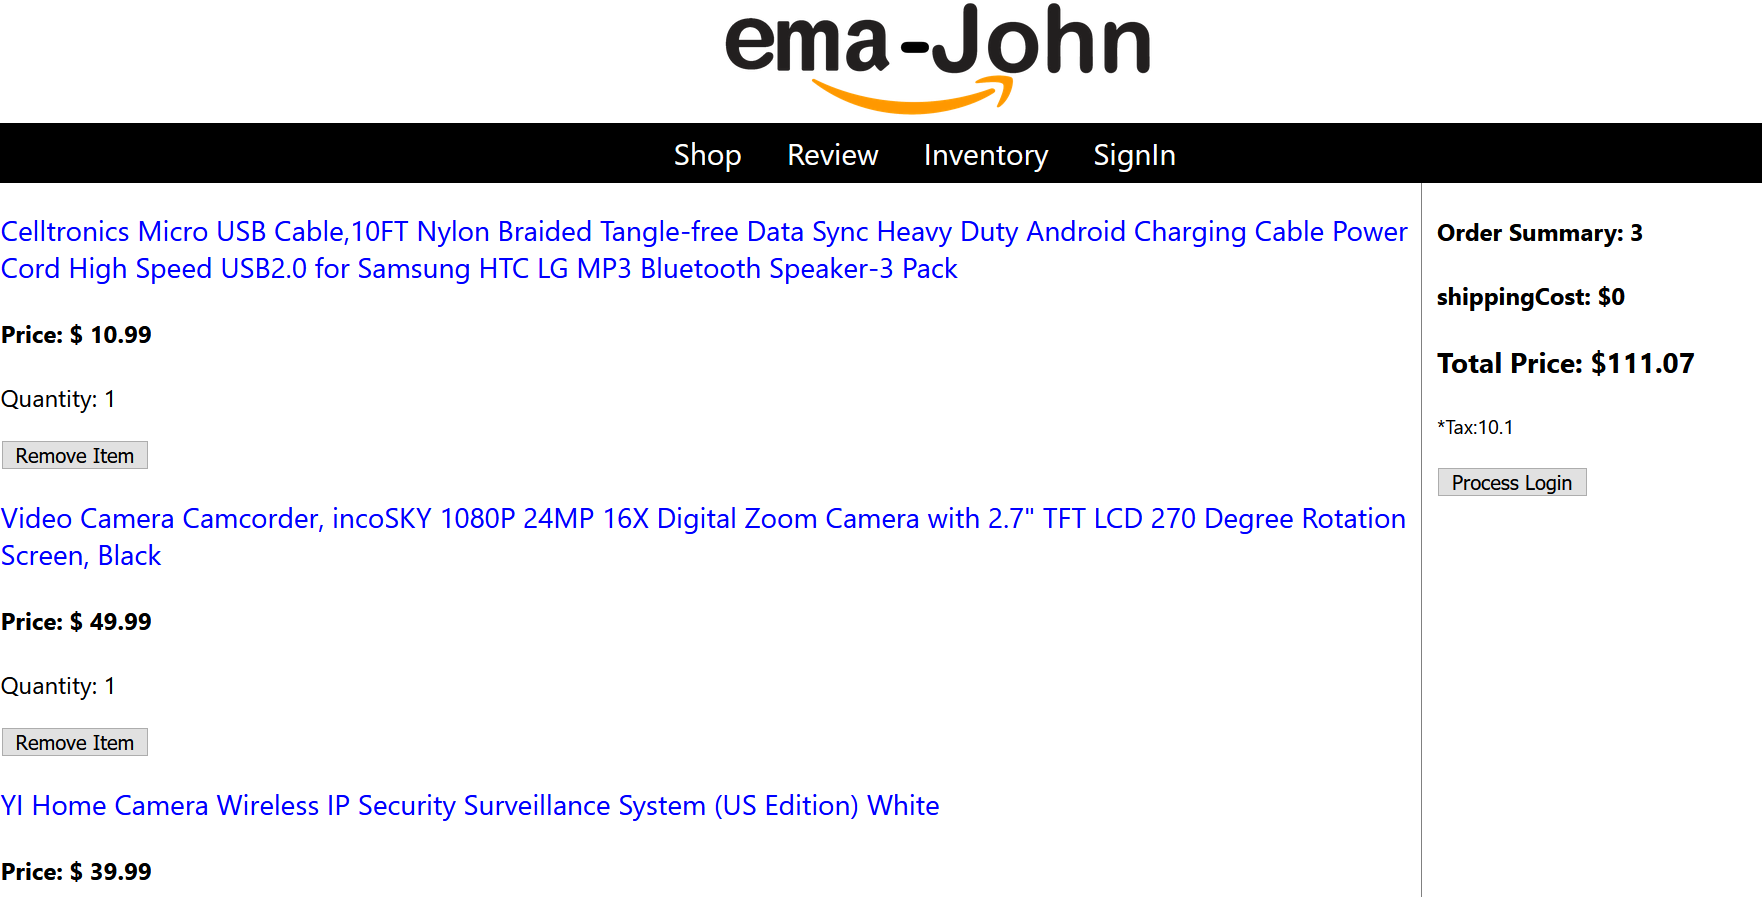 ema-John
Shop Review Inventory SignIn
Celltronics Micro USB Cable,10FT Nylon Braided Tangle-free Data Sync Heavy Duty Android Charging Cable Power
Cord High Speed USB2.0 for Samsung HTC LG MP3 Bluetooth Speaker-3 Pack
Price: $ 10.99
Quantity: 1
Remove Item
Video Camera Camcorder, incoSKY 1080P 24MP 16X Digital Zoom Camera with 2.7" TFT LCD 270 Degree Rotation
Screen, Black
Price: $ 49.99
Quantity: 1
Remove Item
YI Home Camera Wireless IP Security Surveillance System (US Edition) White
Price: $ 39.99
Order Summary: 3
shippingCost: $0
Total Price: $111.07
*Tax:10.1
Process Login